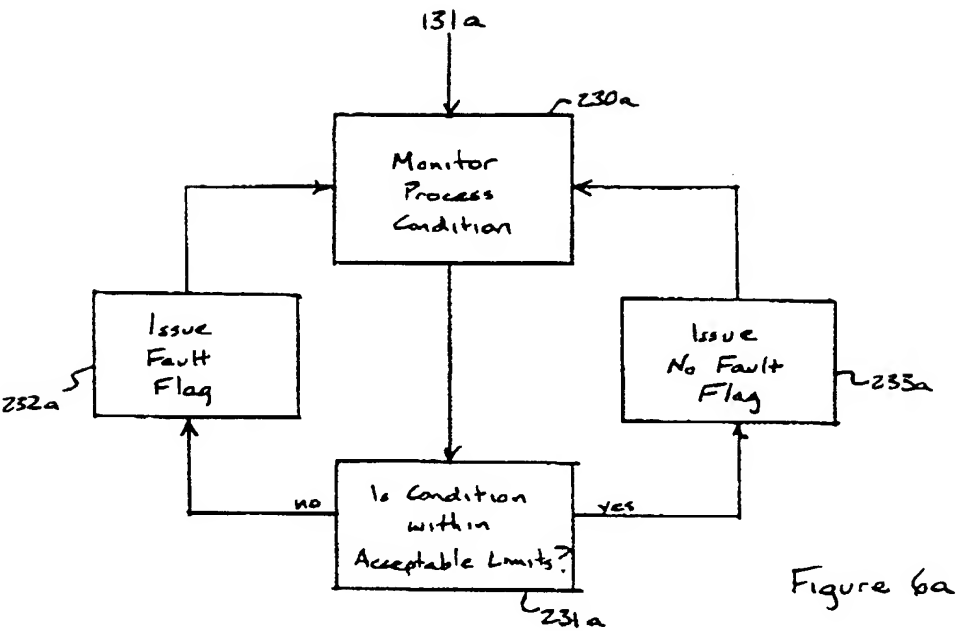 131a
230a
Monitor
Process
Condition
Issue
Fault
Flag
232a
Issue
No Fault
Flag
233a
no
yes
Is Condition
within
Acceptable Limits?
231a
Figure 6a